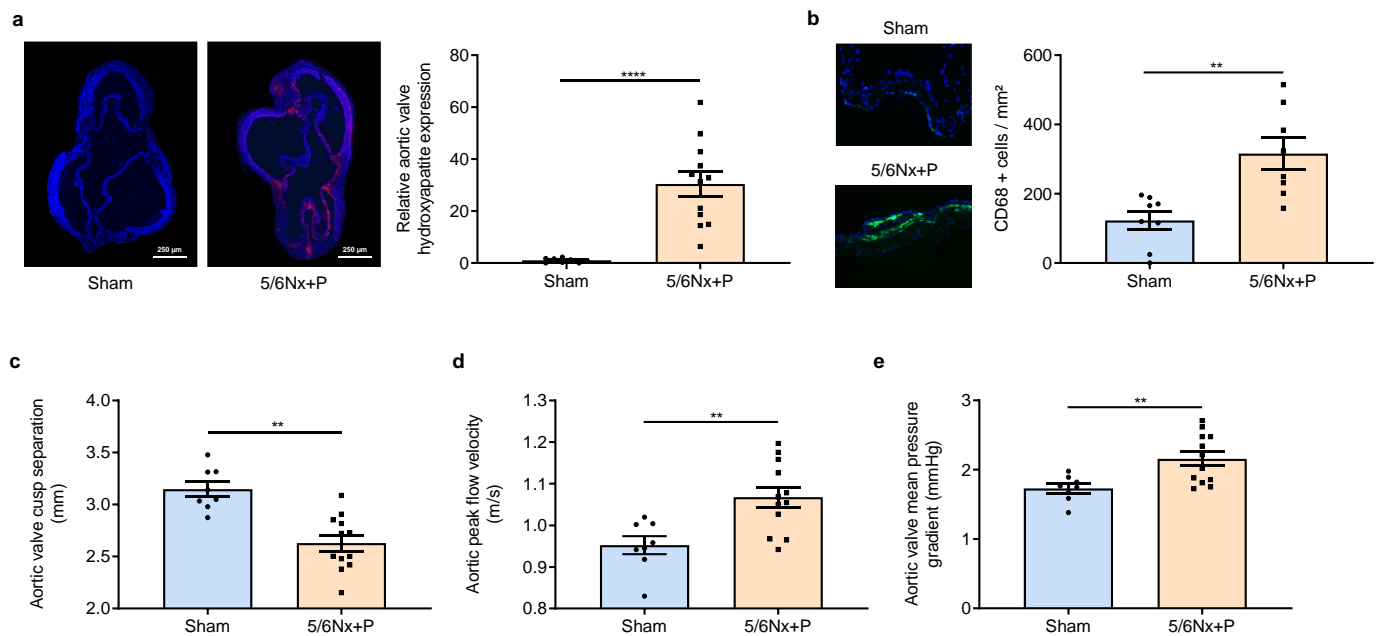 a
250 μm
Sham
250 μm
5/6Nx+P
Relative aortic valve
hydroxyapatite expression
80
60
40
20
0
****
Sham
5/6Nx+P
b
Sham
5/6Nx+P
CD68 + cells / mm²
600
400
200
0
**
Sham
5/6Nx+P
c
Aortic valve cusp separation
(mm)
4.0
3.5
3.0
2.5
2.0
**
Sham
5/6Nx+P
d
Aortic peak flow velocity
(m/s)
1.3
1.2
1.1
1.0
0.9
0.8
**
Sham
5/6Nx+P
e
Aortic valve mean pressure
gradient (mmHg)
3
2
1
0
**
Sham
5/6Nx+P